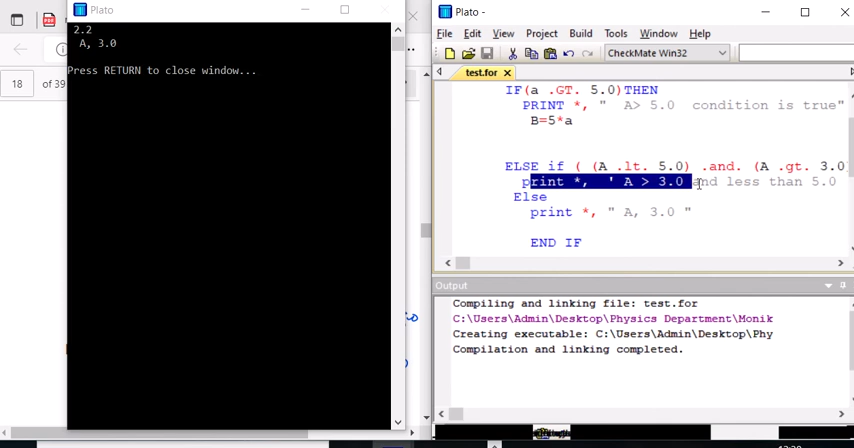 Plato
2.2
A, 3.0
Press RETURN to close window...
18 of 39
Plato -
File Edit View Project Build Tools Window Help
CheckMate Win32
test.for
IF(a .GT. 5.0)THEN
PRINT *, " A> 5.0  condition is true"
B=5*a
ELSE if ( (A .lt. 5.0) .and. (A .gt. 3.0)
print *, ' A > 3.0 and less than 5.0
Else
print *, " A, 3.0 "
END IF
Output
Compiling and linking file: test.for
C:\Users\Admin\Desktop\Physics Department\Monik
Creating executable: C:\Users\Admin\Desktop\Phy
Compilation and linking completed.